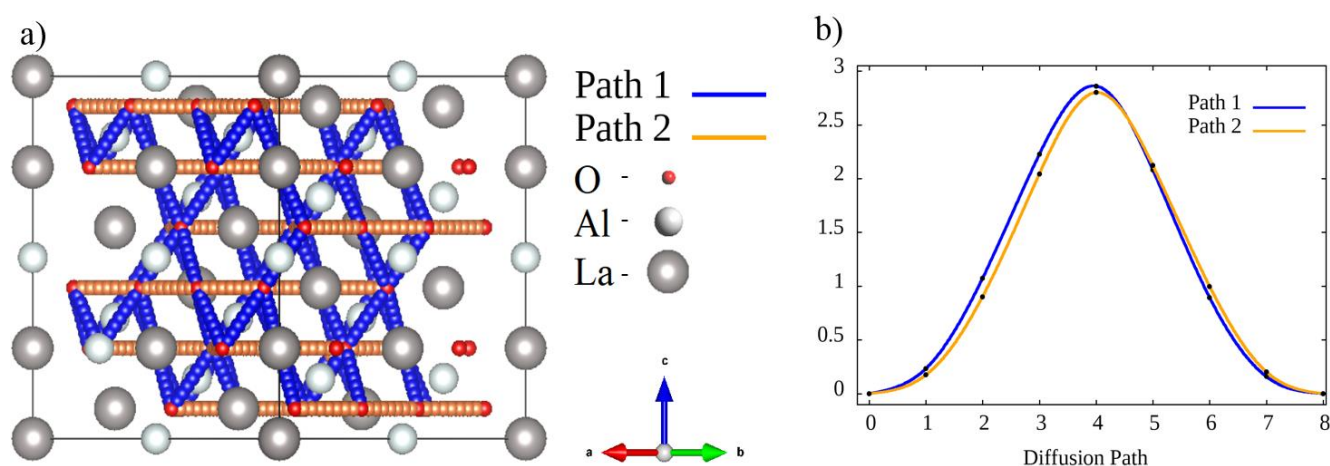 a)
Path 1
Path 2
O -
Al -
La -
c
a
b
b)
3
2.5
2
1.5
1
0.5
0
Path 1
Path 2
0 1 2 3 4 5 6 7 8
Diffusion Path